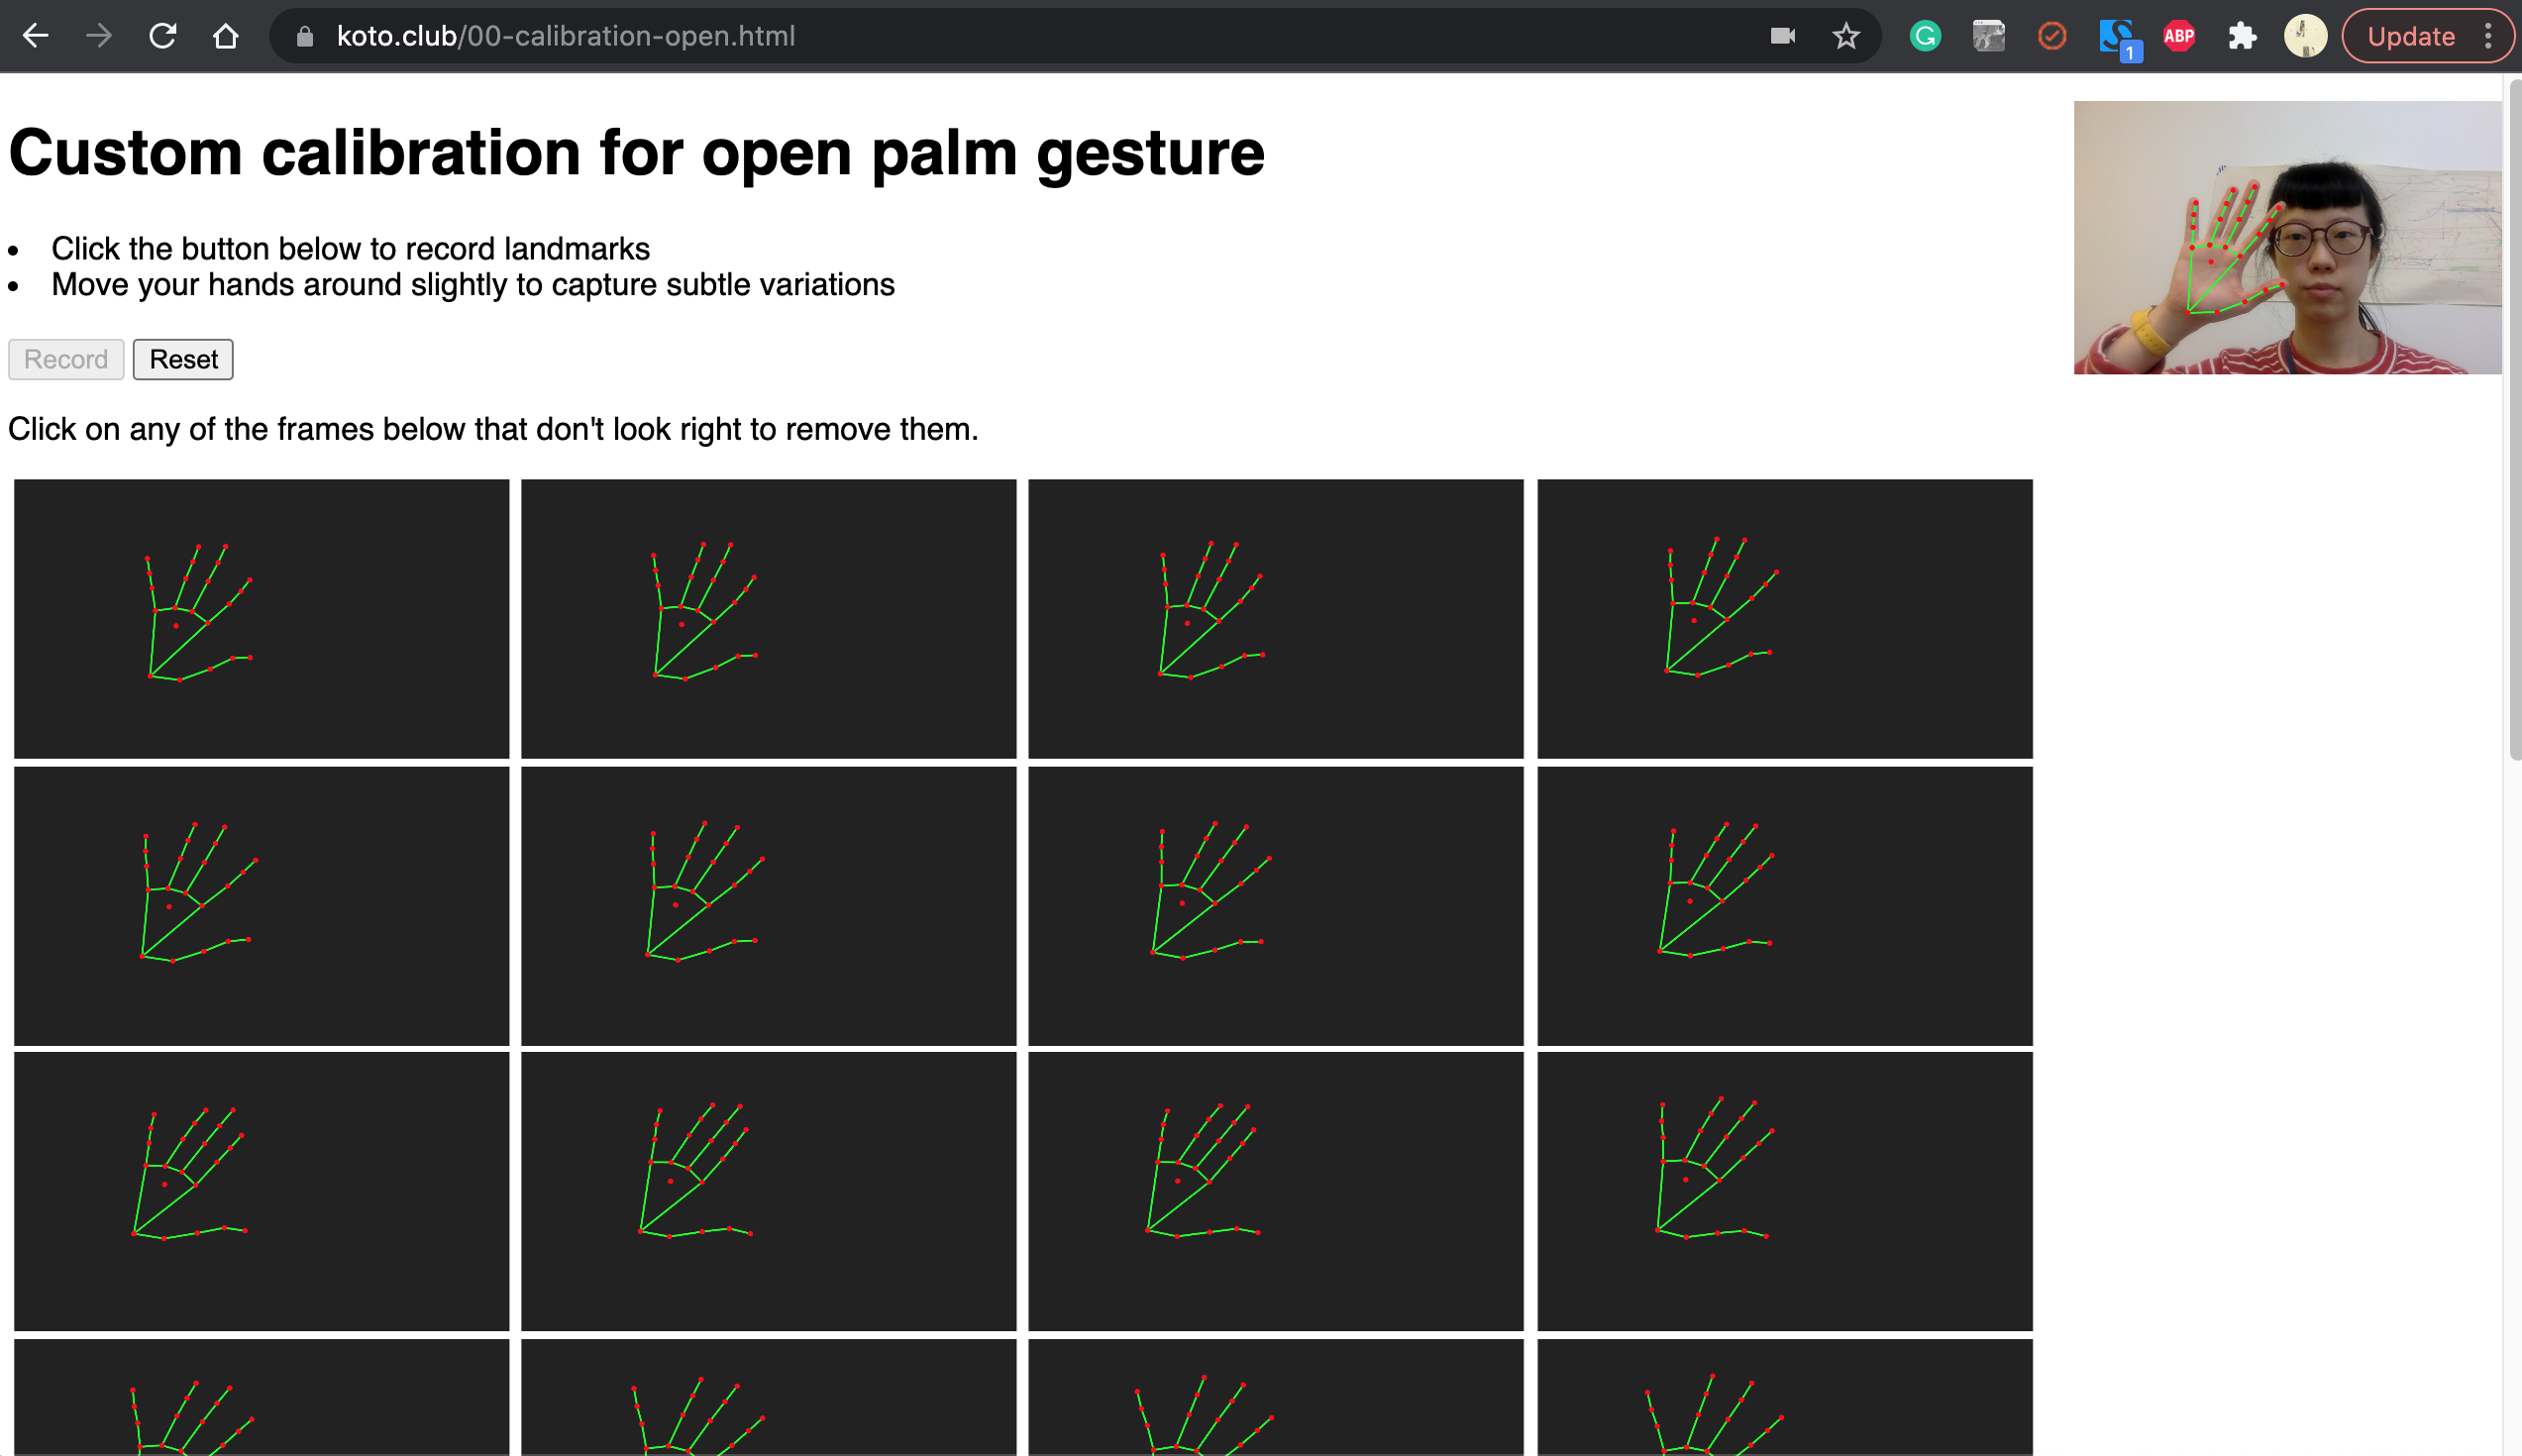 koto.club/00-calibration-open.html
ABP
1
Update
Custom calibration for open palm gesture
Click the button below to record landmarks
Move your hands around slightly to capture subtle variations
Record Reset
Click on any of the frames below that don't look right to remove them.